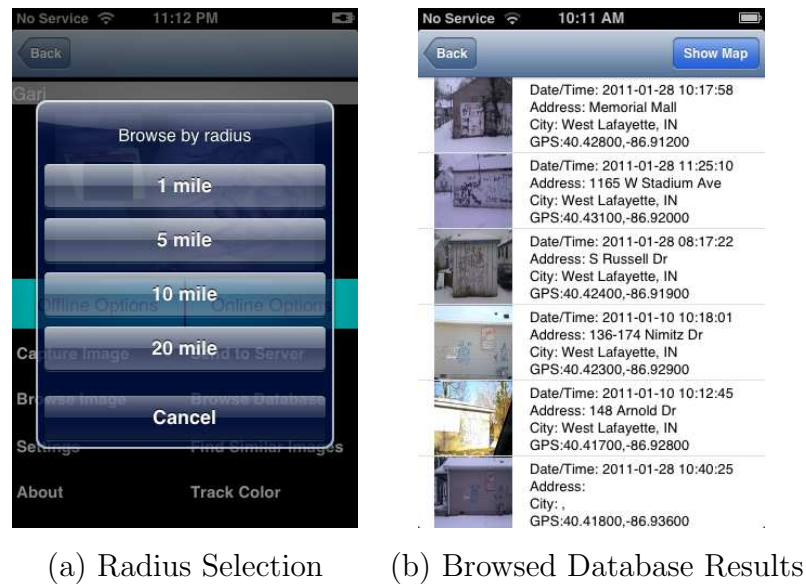 No Service 11:12 PM
Back
Gari
Browse by radius
1 mile
5 mile
10 mile
Offline Options Online Options
20 mile
Capture Image Send to Server
Browse Image Browse Database
Cancel
Settings Find Similar Images
About Track Color
(a) Radius Selection
No Service 10:11 AM
Back Show Map
Date/Time: 2011-01-28 10:17:58
Address: Memorial Mall
City: West Lafayette, IN
GPS:40.42800,-86.91200
Date/Time: 2011-01-28 11:25:10
Address: 1165 W Stadium Ave
City: West Lafayette, IN
GPS:40.43100,-86.92000
Date/Time: 2011-01-28 08:17:22
Address: S Russell Dr
City: West Lafayette, IN
GPS:40.42400,-86.91900
Date/Time: 2011-01-10 10:18:01
Address: 136-174 Nimitz Dr
City: West Lafayette, IN
GPS:40.42300,-86.92900
Date/Time: 2011-01-10 10:12:45
Address: 148 Arnold Dr
City: West Lafayette, IN
GPS:40.41700,-86.92800
Date/Time: 2011-01-28 10:40:25
Address:
City: ,
GPS:40.41800,-86.93600
(b) Browsed Database Results